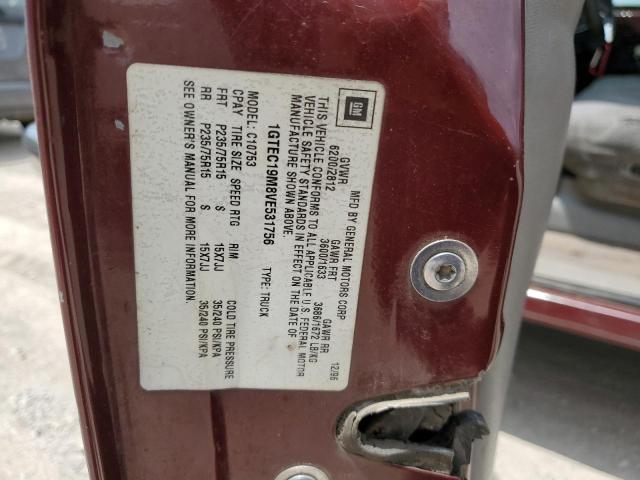 GM
MFD BY GENERAL MOTORS CORP 12/96
GVWR GAWR FRT GAWR RR
6200/2812 3600/1633 3686/1672 LB/KG
THIS VEHICLE CONFORMS TO ALL APPLICABLE U.S. FEDERAL MOTOR
VEHICLE SAFETY STANDARDS IN EFFECT ON THE DATE OF
MANUFACTURE SHOWN ABOVE.
1GTEC19M8VE531756 TYPE: TRUCK
MODEL: C10753
CPAY TIRE SIZE SPEED RTG RIM COLD TIRE PRESSURE
FRT P235/75R15 S 15X7JJ 35/240 PSI/KPA
RR P235/75R15 S 15X7JJ 35/240 PSI/KPA
SEE OWNER'S MANUAL FOR MORE INFORMATION.